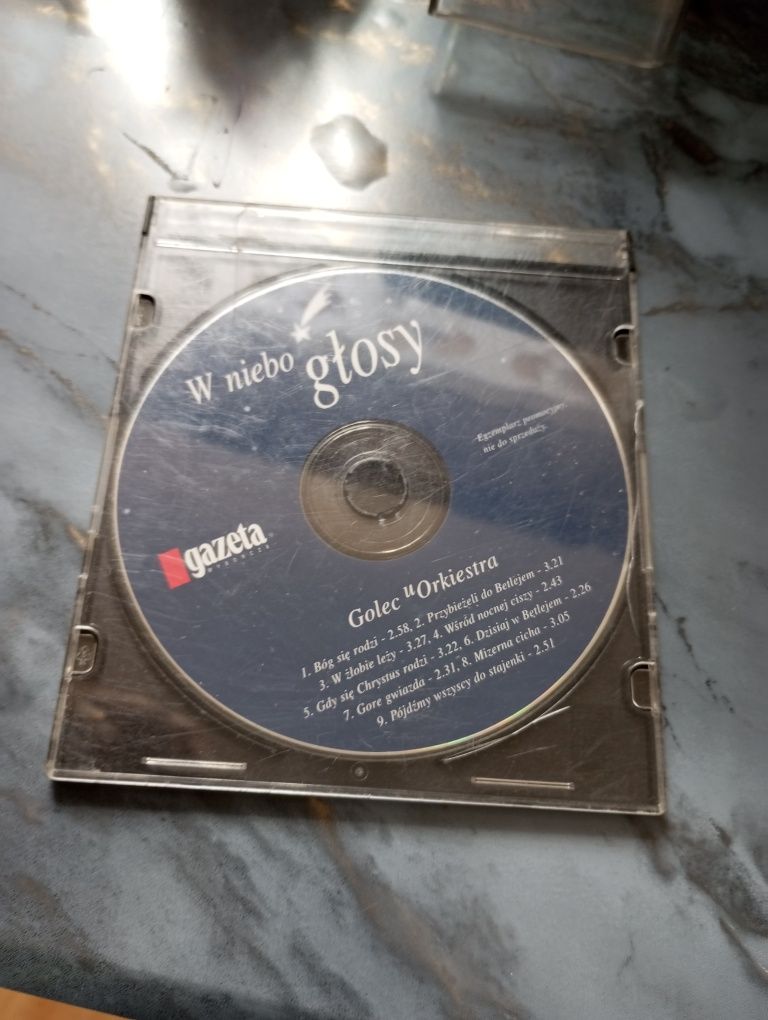 W niebo głosy
Egzemplarz promocyjny,
nie do sprzedaży.
gazeta
WYBORCZA
Golec uOrkiestra
1. Bóg się rodzi - 2.58, 2. Przybieżeli do Betlejem - 3.21
3. W żłobie leży - 3.27, 4. Wśród nocnej ciszy - 2.43
5. Gdy się Chrystus rodzi - 3.22, 6. Dzisiaj w Betlejem - 2.26
7. Gore gwiazda - 2.31, 8. Mizerna cicha - 3.05
9. Pójdźmy wszyscy do stajenki - 2.51